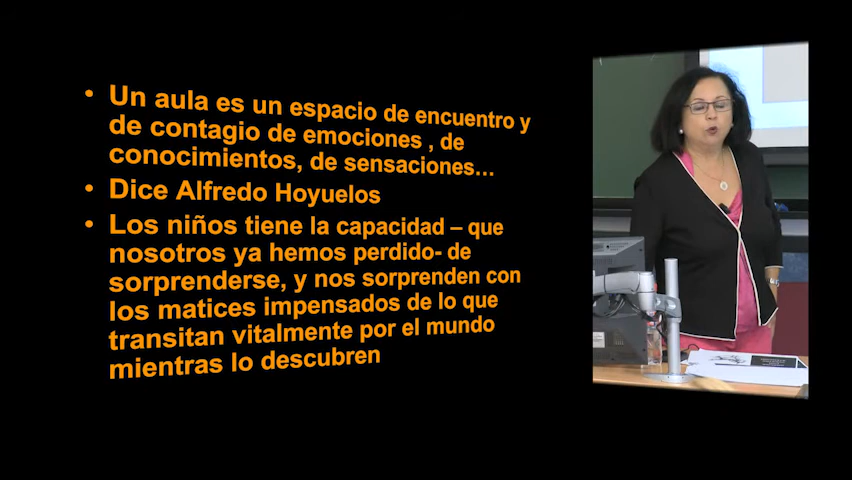 • Un aula es un espacio de encuentro y
de contagio de emociones , de
conocimientos, de sensaciones...
• Dice Alfredo Hoyuelos
• Los niños tiene la capacidad – que
nosotros ya hemos perdido- de
sorprenderse, y nos sorprenden con
los matices impensados de lo que
transitan vitalmente por el mundo
mientras lo descubren